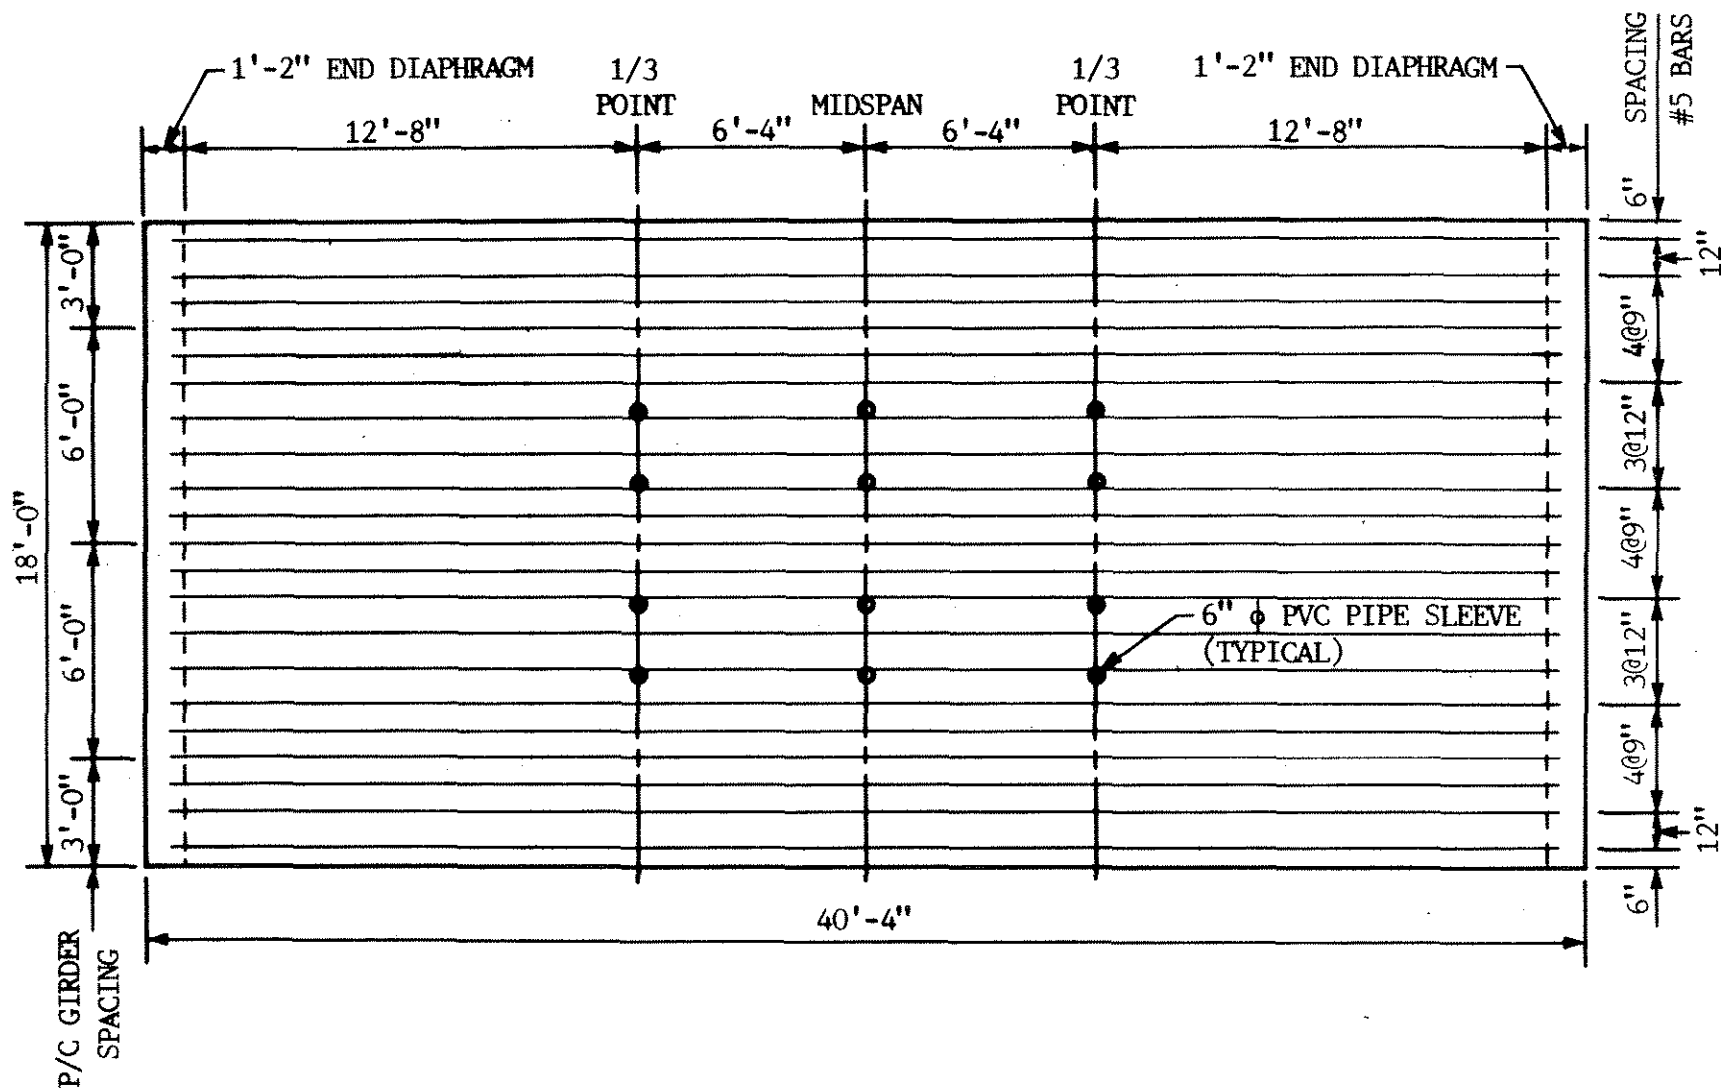 1'-2" END DIAPHRAGM
1/3
POINT
MIDSPAN
1/3
POINT
1'-2" END DIAPHRAGM
SPACING
#5 BARS
12'-8"
6'-4"
6'-4"
12'-8"
6"
12"
4@9"
3@12"
4@9"
3@12"
4@9"
12"
6"
3'-0"
6'-0"
18'-0"
6'-0"
3'-0"
6" ϕ PVC PIPE SLEEVE
(TYPICAL)
40'-4"
P/C GIRDER
SPACING